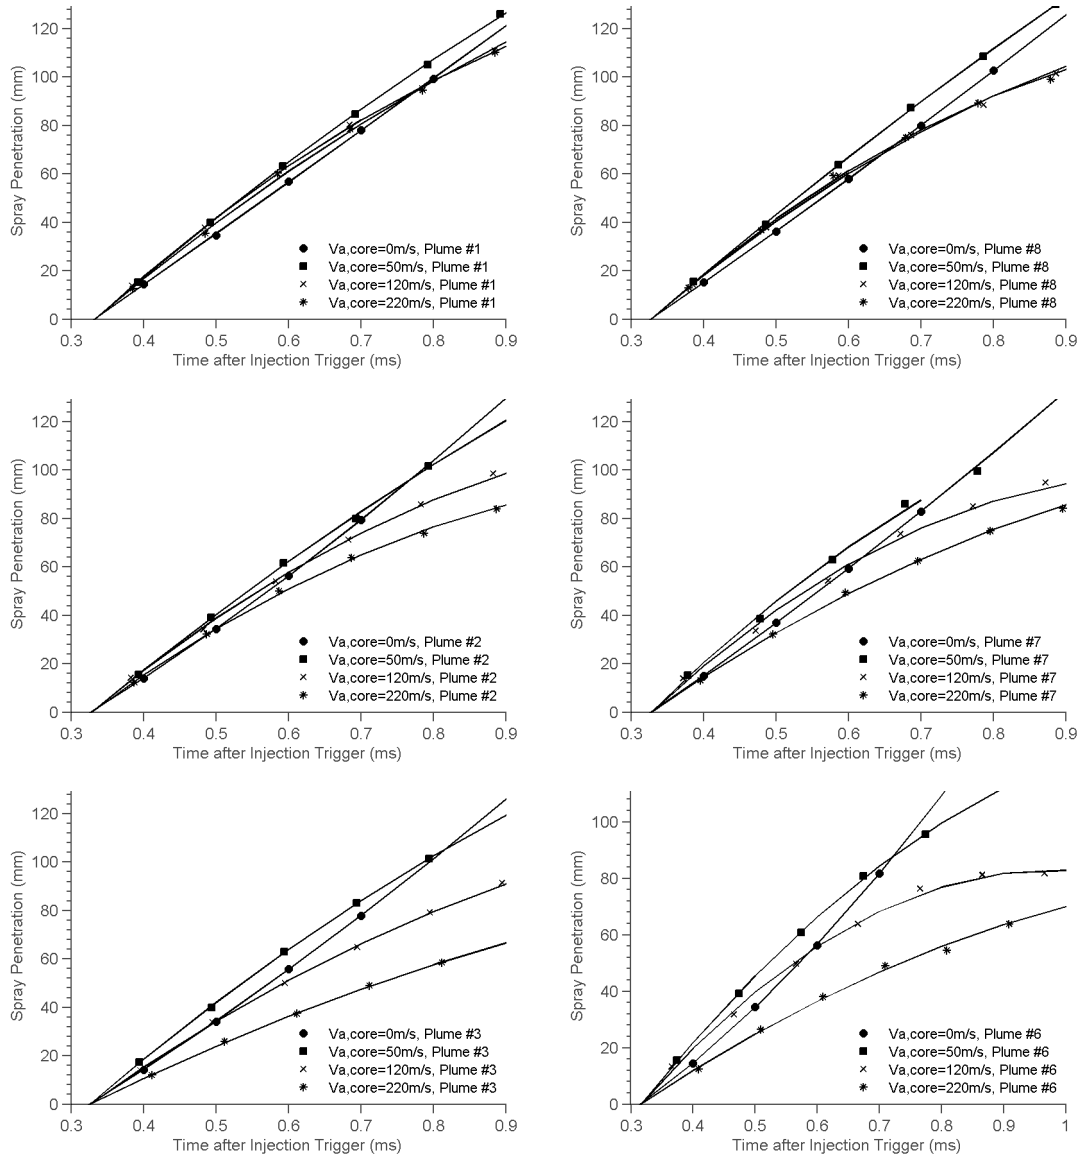 Spray Penetration (mm)
120
100
80
60
40
20
0
Va,core=0m/s, Plume #1
Va,core=50m/s, Plume #1
Va,core=120m/s, Plume #1
Va,core=220m/s, Plume #1
0.3 0.4 0.5 0.6 0.7 0.8 0.9
Time after Injection Trigger (ms)
Spray Penetration (mm)
120
100
80
60
40
20
0
Va,core=0m/s, Plume #8
Va,core=50m/s, Plume #8
Va,core=120m/s, Plume #8
Va,core=220m/s, Plume #8
0.3 0.4 0.5 0.6 0.7 0.8 0.9
Time after Injection Trigger (ms)
Spray Penetration (mm)
120
100
80
60
40
20
0
Va,core=0m/s, Plume #2
Va,core=50m/s, Plume #2
Va,core=120m/s, Plume #2
Va,core=220m/s, Plume #2
0.3 0.4 0.5 0.6 0.7 0.8 0.9
Time after Injection Trigger (ms)
Spray Penetration (mm)
120
100
80
60
40
20
0
Va,core=0m/s, Plume #7
Va,core=50m/s, Plume #7
Va,core=120m/s, Plume #7
Va,core=220m/s, Plume #7
0.3 0.4 0.5 0.6 0.7 0.8 0.9
Time after Injection Trigger (ms)
Spray Penetration (mm)
120
100
80
60
40
20
0
Va,core=0m/s, Plume #3
Va,core=50m/s, Plume #3
Va,core=120m/s, Plume #3
Va,core=220m/s, Plume #3
0.3 0.4 0.5 0.6 0.7 0.8 0.9
Time after Injection Trigger (ms)
Spray Penetration (mm)
100
80
60
40
20
0
Va,core=0m/s, Plume #6
Va,core=50m/s, Plume #6
Va,core=120m/s, Plume #6
Va,core=220m/s, Plume #6
0.3 0.4 0.5 0.6 0.7 0.8 0.9 1
Time after Injection Trigger (ms)